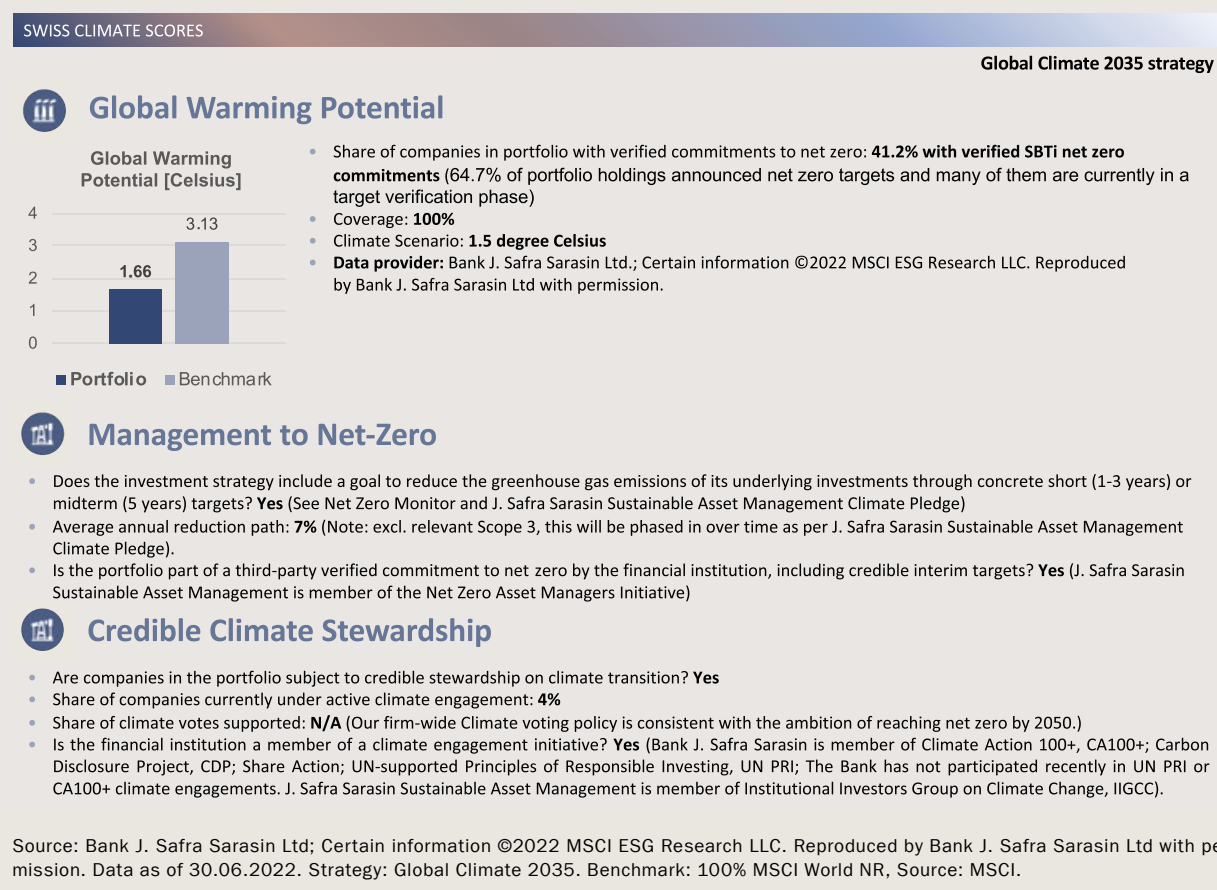 SWISS CLIMATE SCORES
Global Climate 2035 strategy
Global Warming Potential
Global Warming
Potential [Celsius]
4
3
2
1
0
1.66
3.13
Portfolio
Benchmark
• Share of companies in portfolio with verified commitments to net zero: 41.2% with verified SBTi net zero
commitments (64.7% of portfolio holdings announced net zero targets and many of them are currently in a
target verification phase)
• Coverage: 100%
• Climate Scenario: 1.5 degree Celsius
• Data provider: Bank J. Safra Sarasin Ltd.; Certain information ©2022 MSCI ESG Research LLC. Reproduced
by Bank J. Safra Sarasin Ltd with permission.
Management to Net-Zero
• Does the investment strategy include a goal to reduce the greenhouse gas emissions of its underlying investments through concrete short (1-3 years) or
midterm (5 years) targets? Yes (See Net Zero Monitor and J. Safra Sarasin Sustainable Asset Management Climate Pledge)
• Average annual reduction path: 7% (Note: excl. relevant Scope 3, this will be phased in over time as per J. Safra Sarasin Sustainable Asset Management
Climate Pledge).
• Is the portfolio part of a third-party verified commitment to net zero by the financial institution, including credible interim targets? Yes (J. Safra Sarasin
Sustainable Asset Management is member of the Net Zero Asset Managers Initiative)
Credible Climate Stewardship
• Are companies in the portfolio subject to credible stewardship on climate transition? Yes
• Share of companies currently under active climate engagement: 4%
• Share of climate votes supported: N/A (Our firm-wide Climate voting policy is consistent with the ambition of reaching net zero by 2050.)
• Is the financial institution a member of a climate engagement initiative? Yes (Bank J. Safra Sarasin is member of Climate Action 100+, CA100+; Carbon
Disclosure Project, CDP; Share Action; UN-supported Principles of Responsible Investing, UN PRI; The Bank has not participated recently in UN PRI or
CA100+ climate engagements. J. Safra Sarasin Sustainable Asset Management is member of Institutional Investors Group on Climate Change, IIGCC).
Source: Bank J. Safra Sarasin Ltd; Certain information ©2022 MSCI ESG Research LLC. Reproduced by Bank J. Safra Sarasin Ltd with pe
mission. Data as of 30.06.2022. Strategy: Global Climate 2035. Benchmark: 100% MSCI World NR, Source: MSCI.